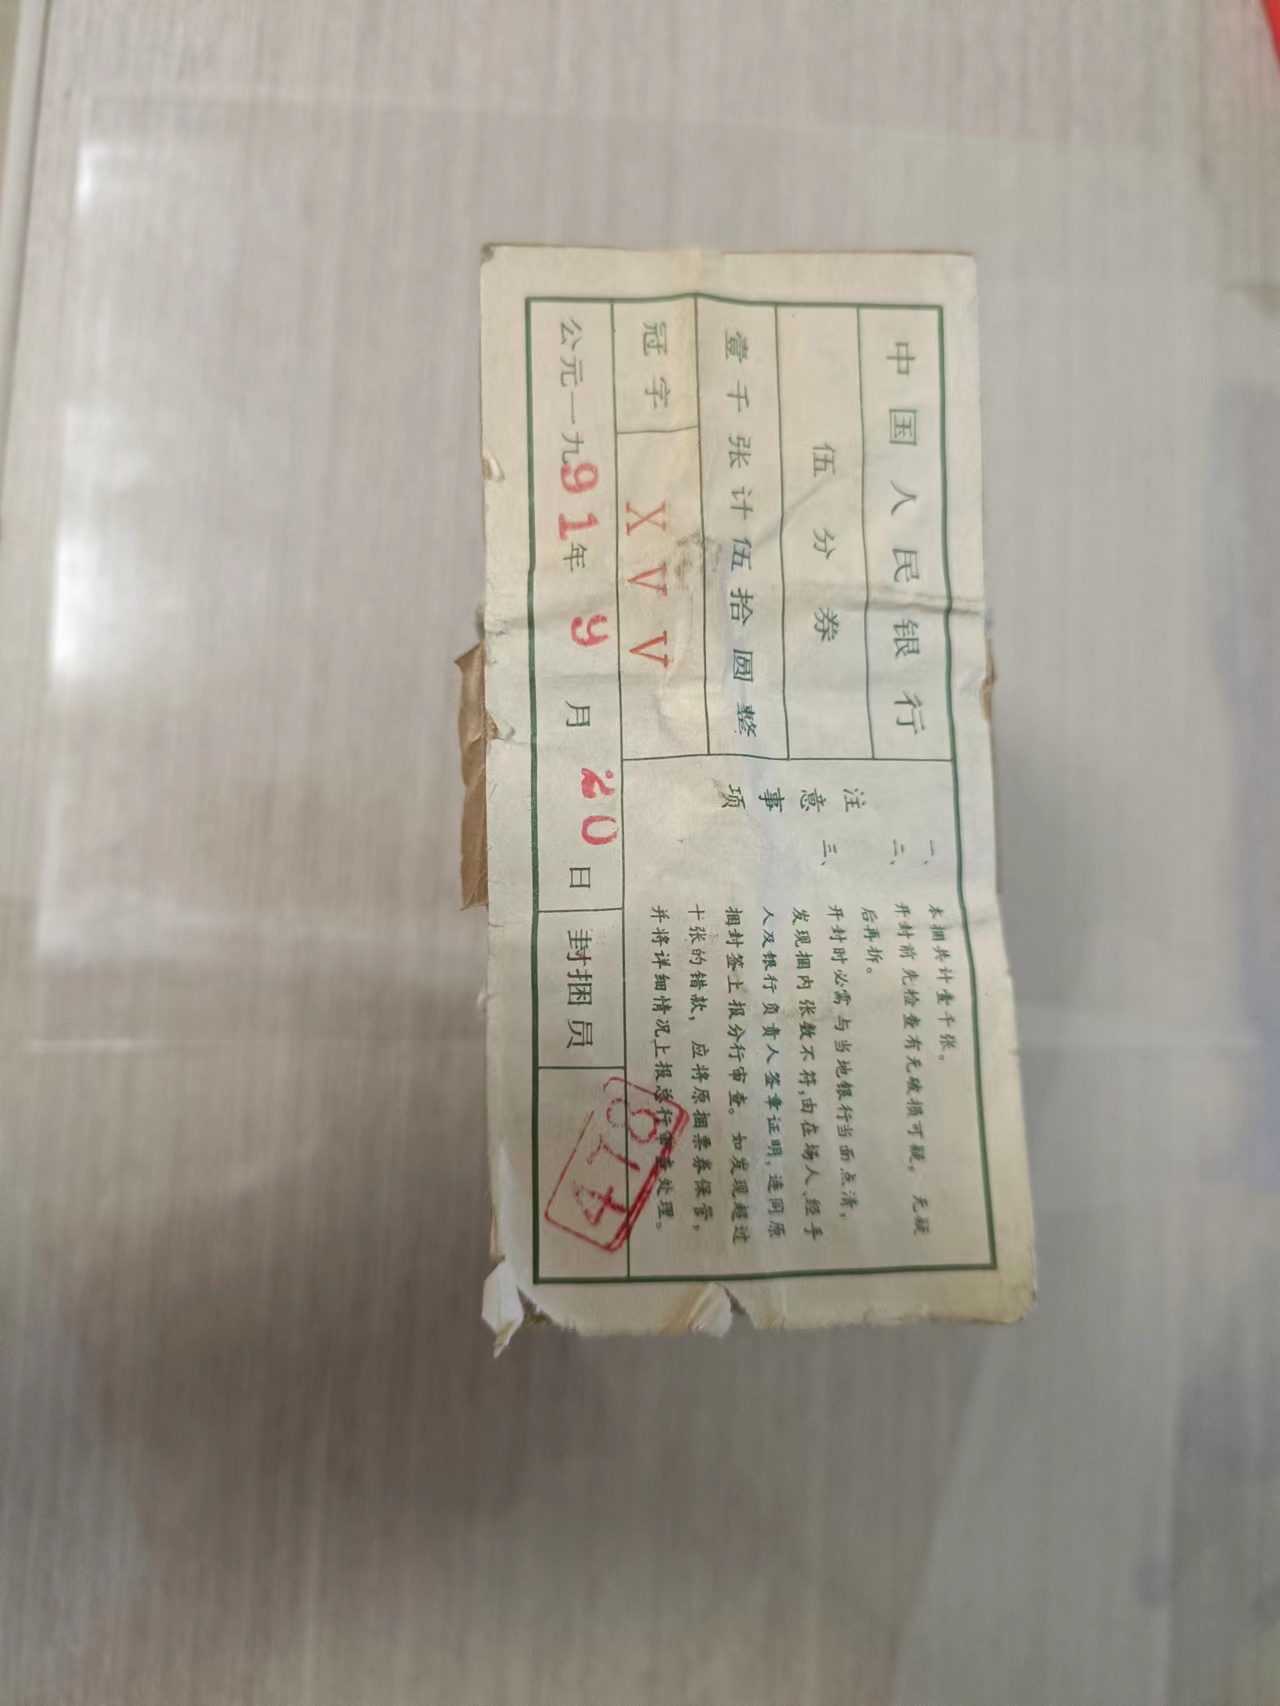 中国人民银行
伍分券
壹千张计伍拾圆整
冠字 XVV
公元一九91年9月20日 封捆员
注意事项
一、本捆共计壹千张。
二、开封前先检查有无破损可疑，无疑
后再拆。
三、开封时必需与当地银行当面点清，
发现捆内张数不符，由在场人、经手
人及银行负责人签章证明，连同原
捆封签上报分行审查。如发现超过
十张的错款，应将原捆票券保管，
并将详细情况上报总行审查处理。